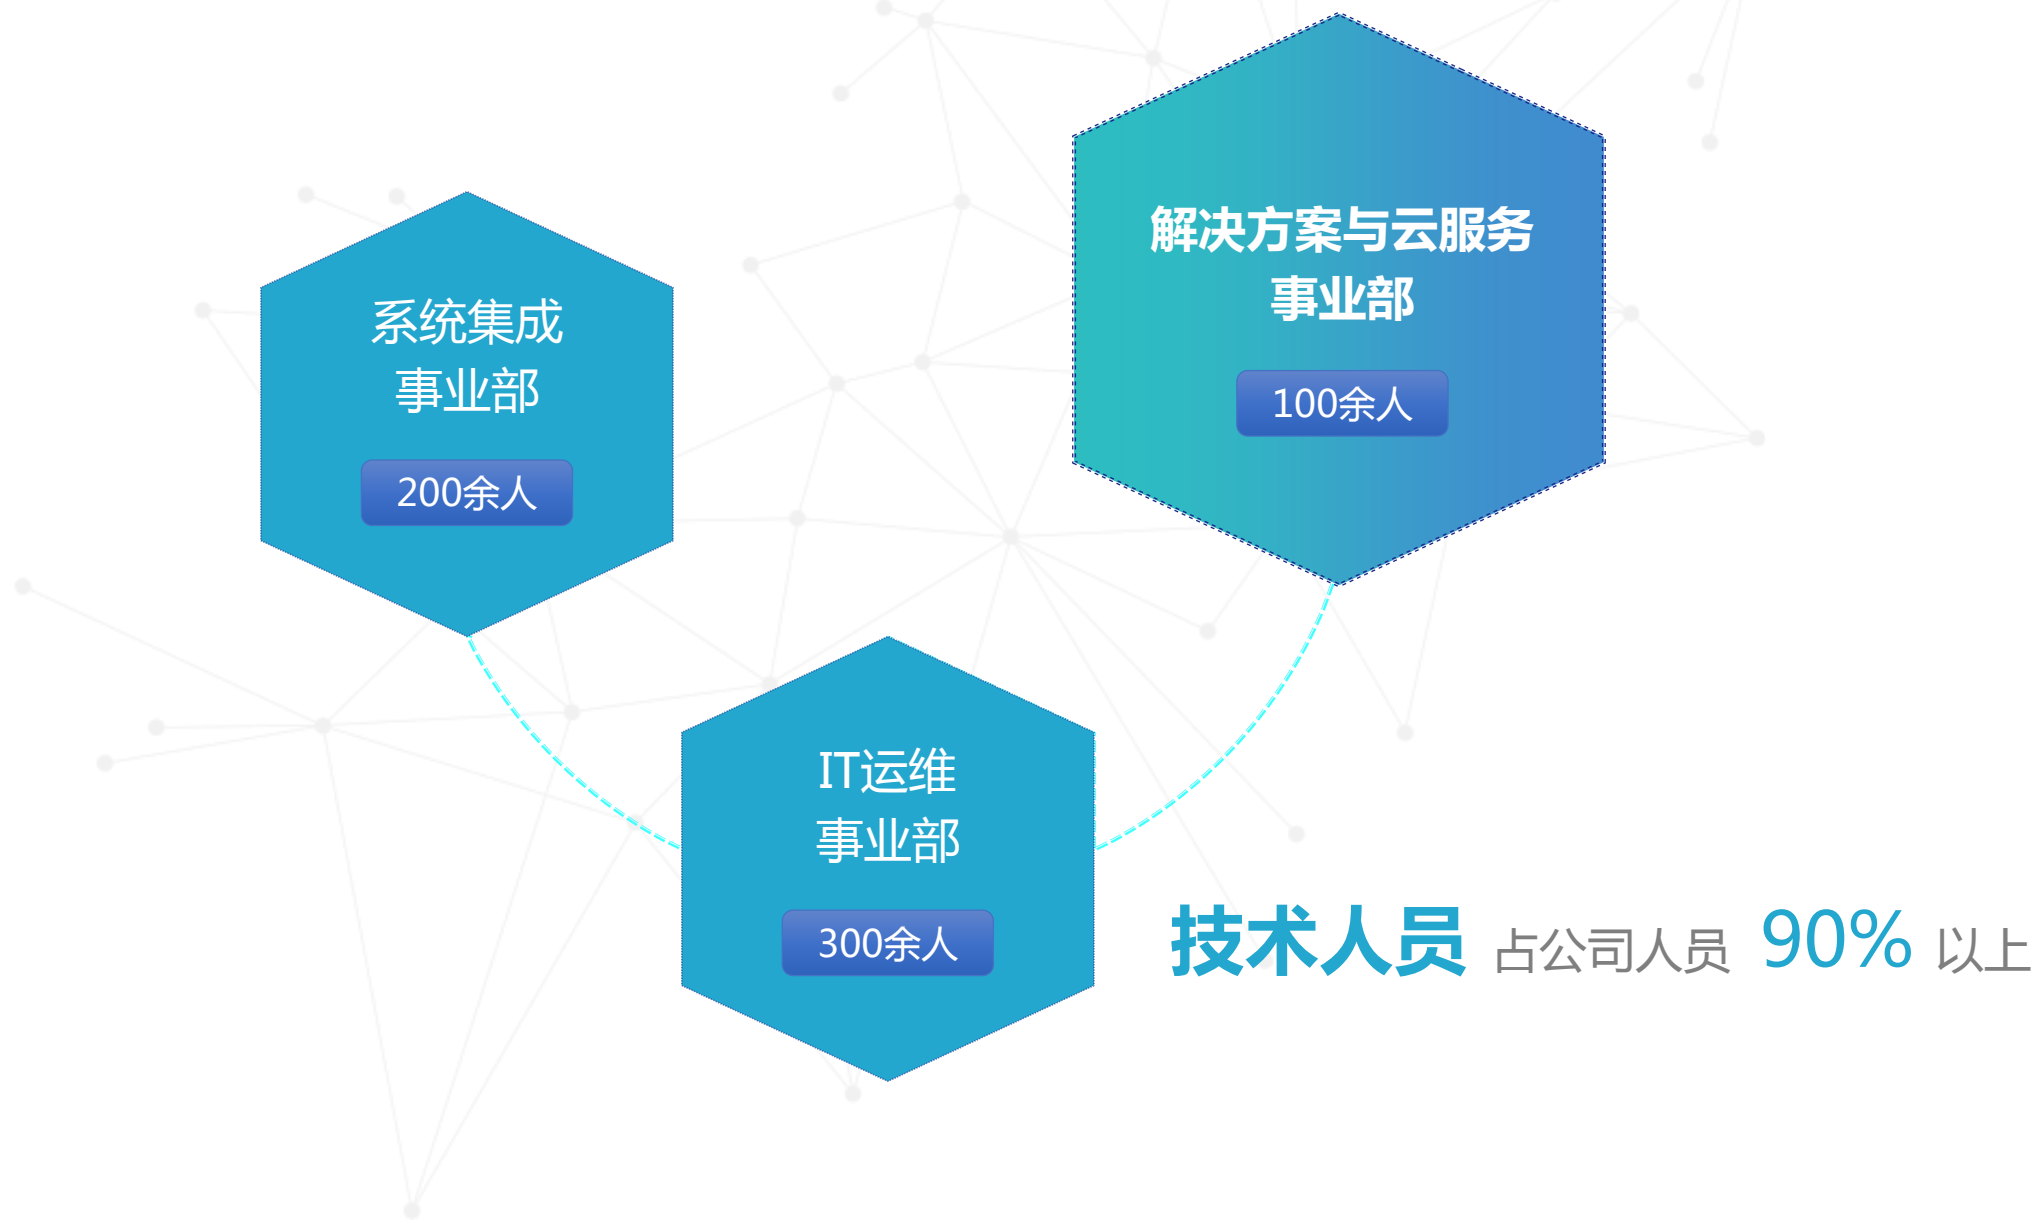 解决方案与云服务
事业部
100余人
系统集成
事业部
200余人
IT运维
事业部
300余人
技术人员 占公司人员 90% 以上